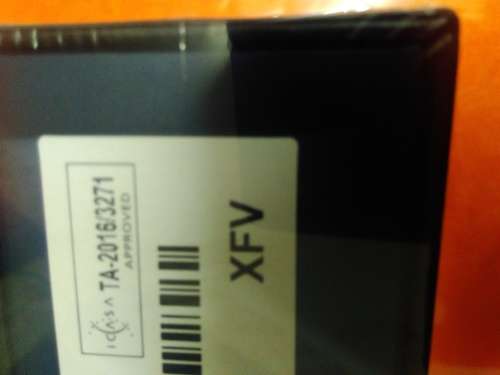 ICASA TA-2016/3271
APPROVED
XFV